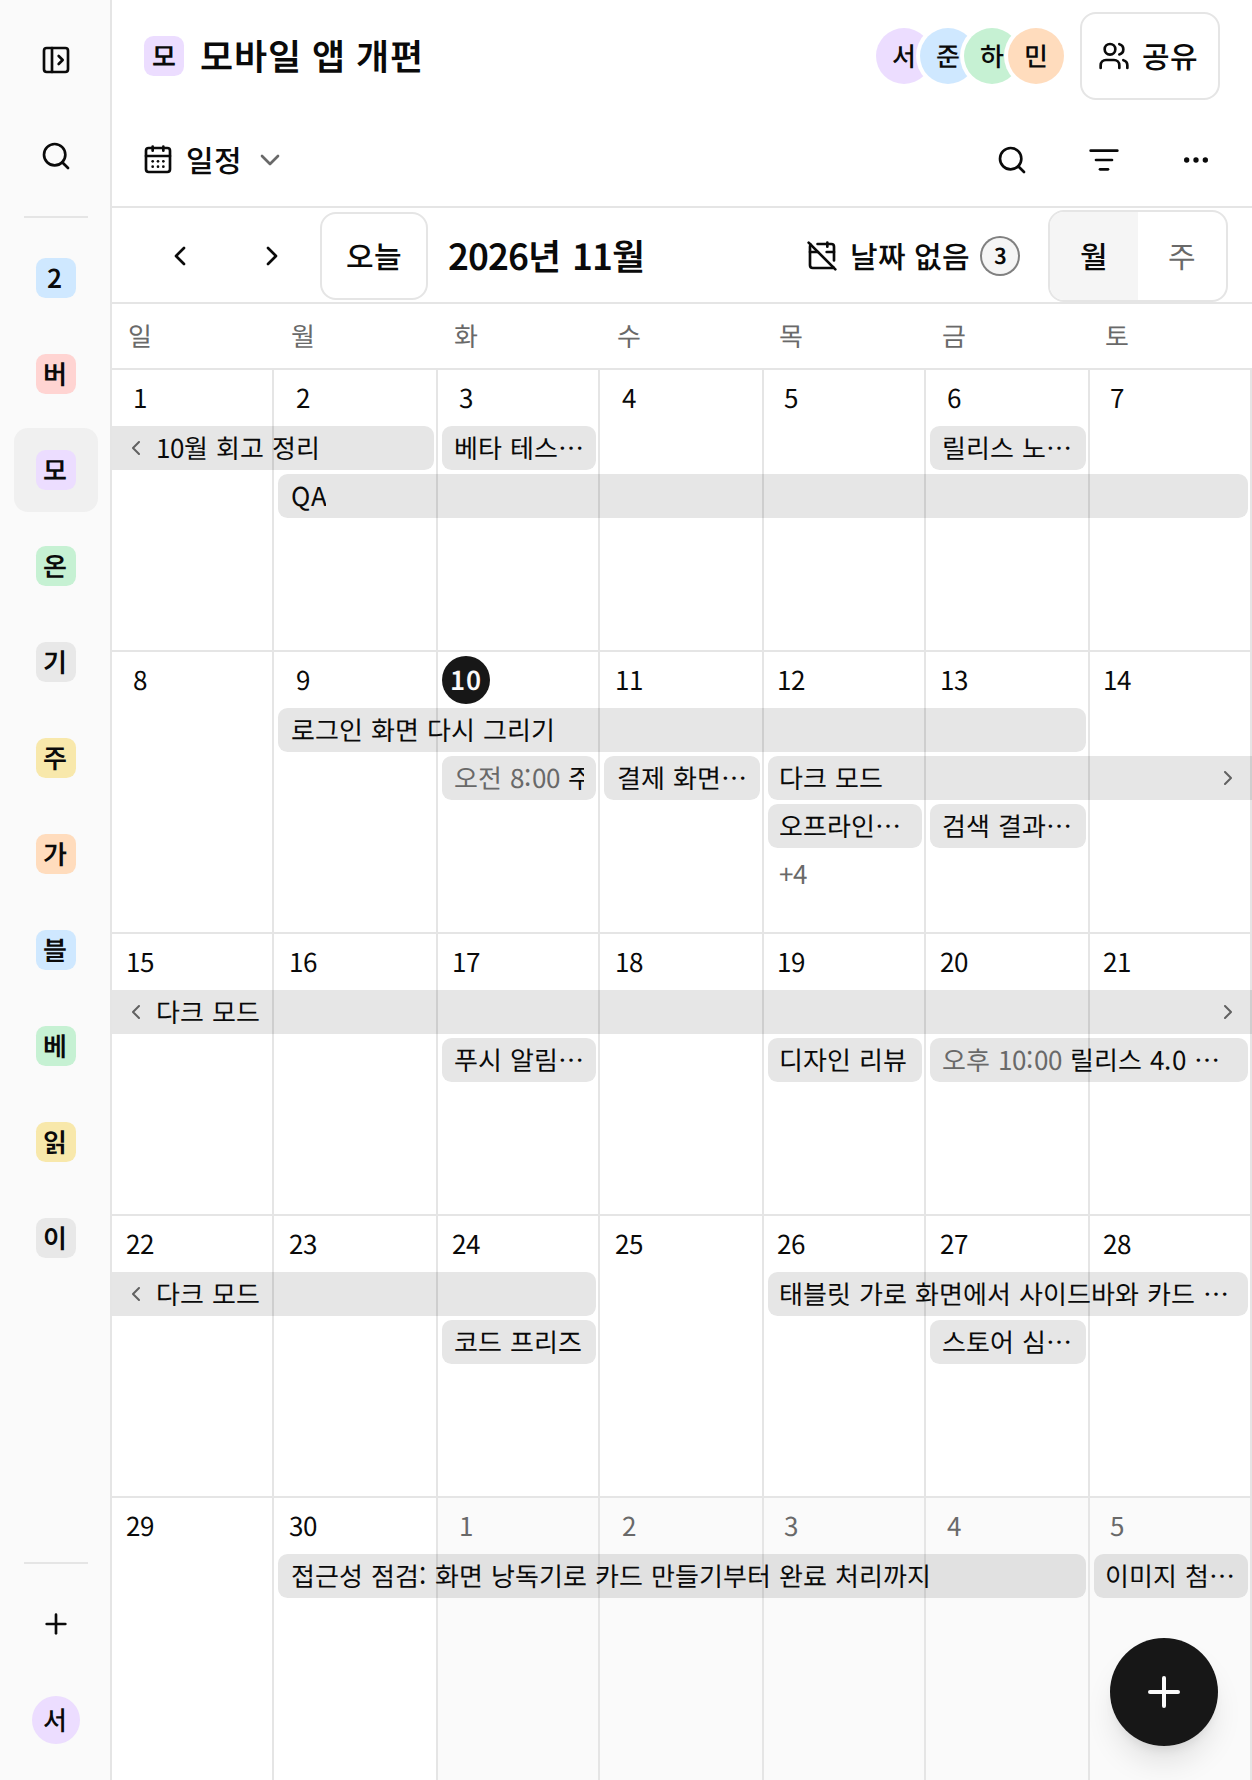 모 모바일 앱 개편
서 준 하 민 공유
일정
오늘 2026년 11월 날짜 없음 3 월 주
2
버
모
온
기
주
가
블
베
읽
이
서
일 월 화 수 목 금 토
1 2 3 4 5 6 7
10월 회고 정리 베타 테스… 릴리스 노…
QA
8 9 10 11 12 13 14
로그인 화면 다시 그리기
오전 8:00 주 결제 화면… 다크 모드
오프라인… 검색 결과…
+4
15 16 17 18 19 20 21
다크 모드
푸시 알림… 디자인 리뷰 오후 10:00 릴리스 4.0 …
22 23 24 25 26 27 28
다크 모드 태블릿 가로 화면에서 사이드바와 카드 …
코드 프리즈 스토어 심…
29 30 1 2 3 4 5
접근성 점검: 화면 낭독기로 카드 만들기부터 완료 처리까지 이미지 첨…